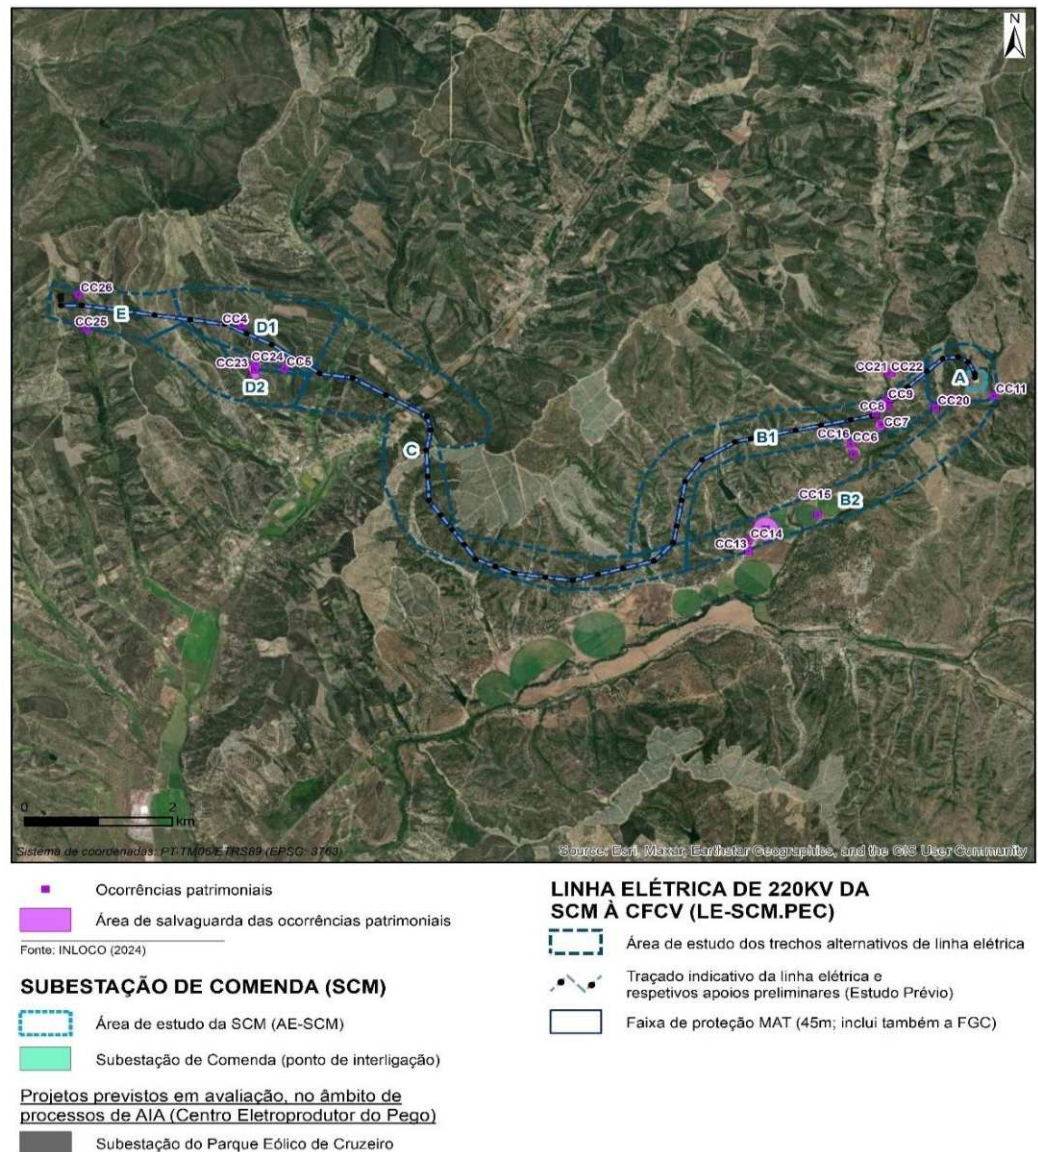 N
CC26
E
CC25
CC4
D1
CC23
CC24
CC5
D2
C
CC21
CC22
A
CC11
CC9
CC20
CC8
CC7
B1
CC16
CC6
CC15
B2
CC14
CC13
0 2
km
Sistema de coordenadas: PT-TM06/ETRS89 (EPSG: 3763)
Source: Esri, Maxar, Earthstar Geographics, and the GIS User Community
Ocorrências patrimoniais
Área de salvaguarda das ocorrências patrimoniais
Fonte: INLOCO (2024)
SUBESTAÇÃO DE COMENDA (SCM)
Área de estudo da SCM (AE-SCM)
Subestação de Comenda (ponto de interligação)
Projetos previstos em avaliação, no âmbito de
processos de AIA (Centro Eletroprodutor do Pego)
Subestação do Parque Eólico de Cruzeiro
LINHA ELÉTRICA DE 220KV DA
SCM À CFCV (LE-SCM.PEC)
Área de estudo dos trechos alternativos de linha elétrica
Traçado indicativo da linha elétrica e
respetivos apoios preliminares (Estudo Prévio)
Faixa de proteção MAT (45m; inclui também a FGC)